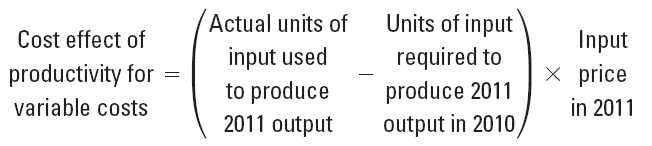 Cost effect of
productivity for
variable costs
=
Actual units of
input used
to produce
2011 output
−
Units of input
required to
produce 2011
output in 2010
×
Input
price
in 2011